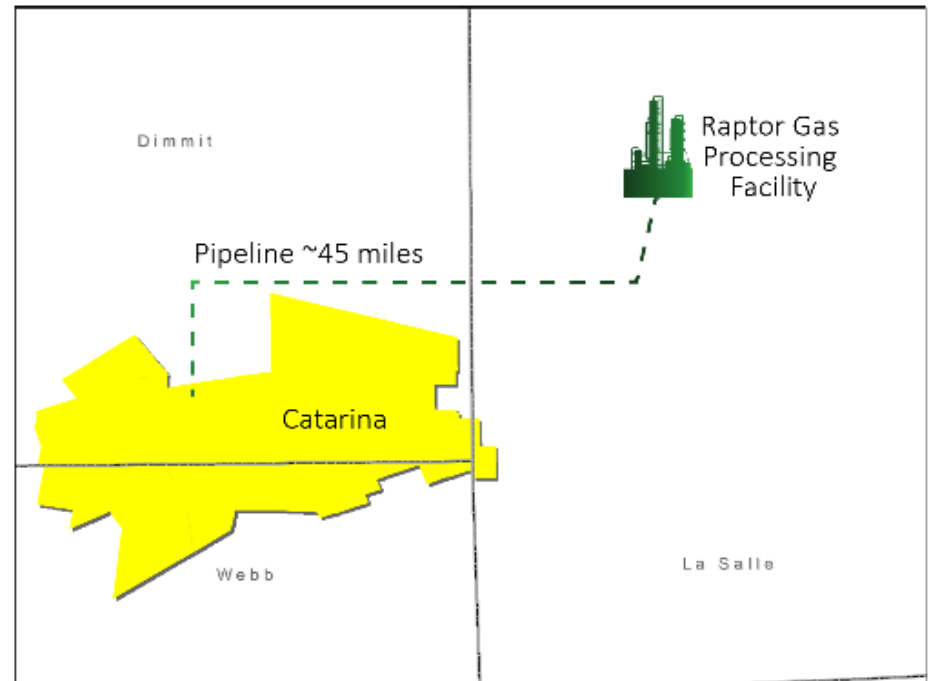 Dimmit
Raptor Gas
Processing
Facility
Pipeline ~45 miles
Catarina
Webb
La Salle